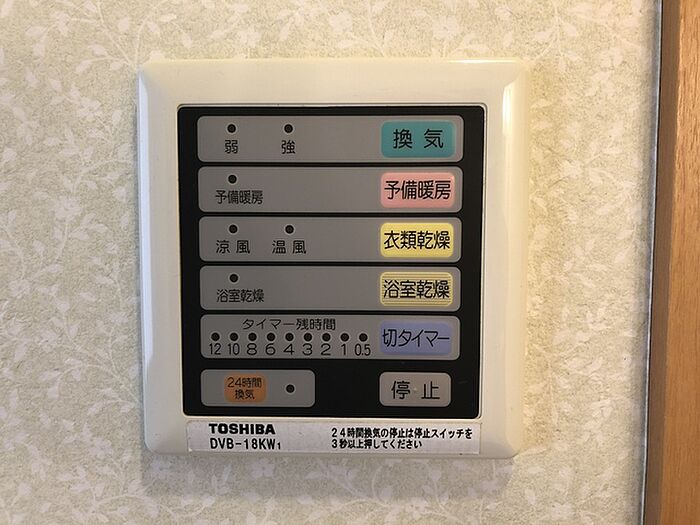 弱 強 換気
予備暖房 予備暖房
涼風 温風 衣類乾燥
浴室乾燥 浴室乾燥
タイマー残時間
12 10 8 6 4 3 2 1 0.5 切タイマー
24時間
換気
停止
TOSHIBA
DVB-18KW1
24時間換気の停止は停止スイッチを
3秒以上押してください